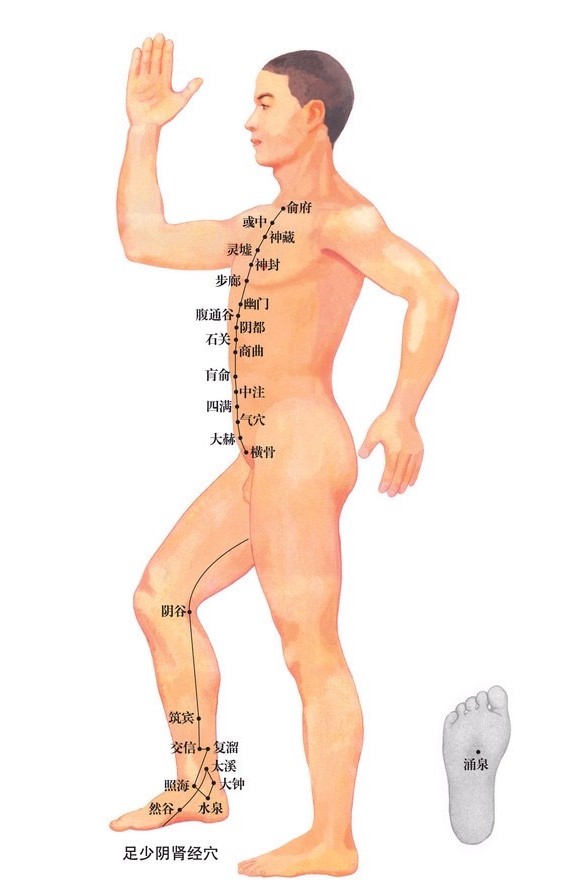 俞府
彧中
神藏
灵墟
神封
步廊
幽门
腹通谷
阴都
石关
商曲
肓俞
中注
四满
气穴
大赫
横骨
阴谷
筑宾
交信
复溜
太溪
照海
大钟
然谷
水泉
涌泉
足少阴肾经穴